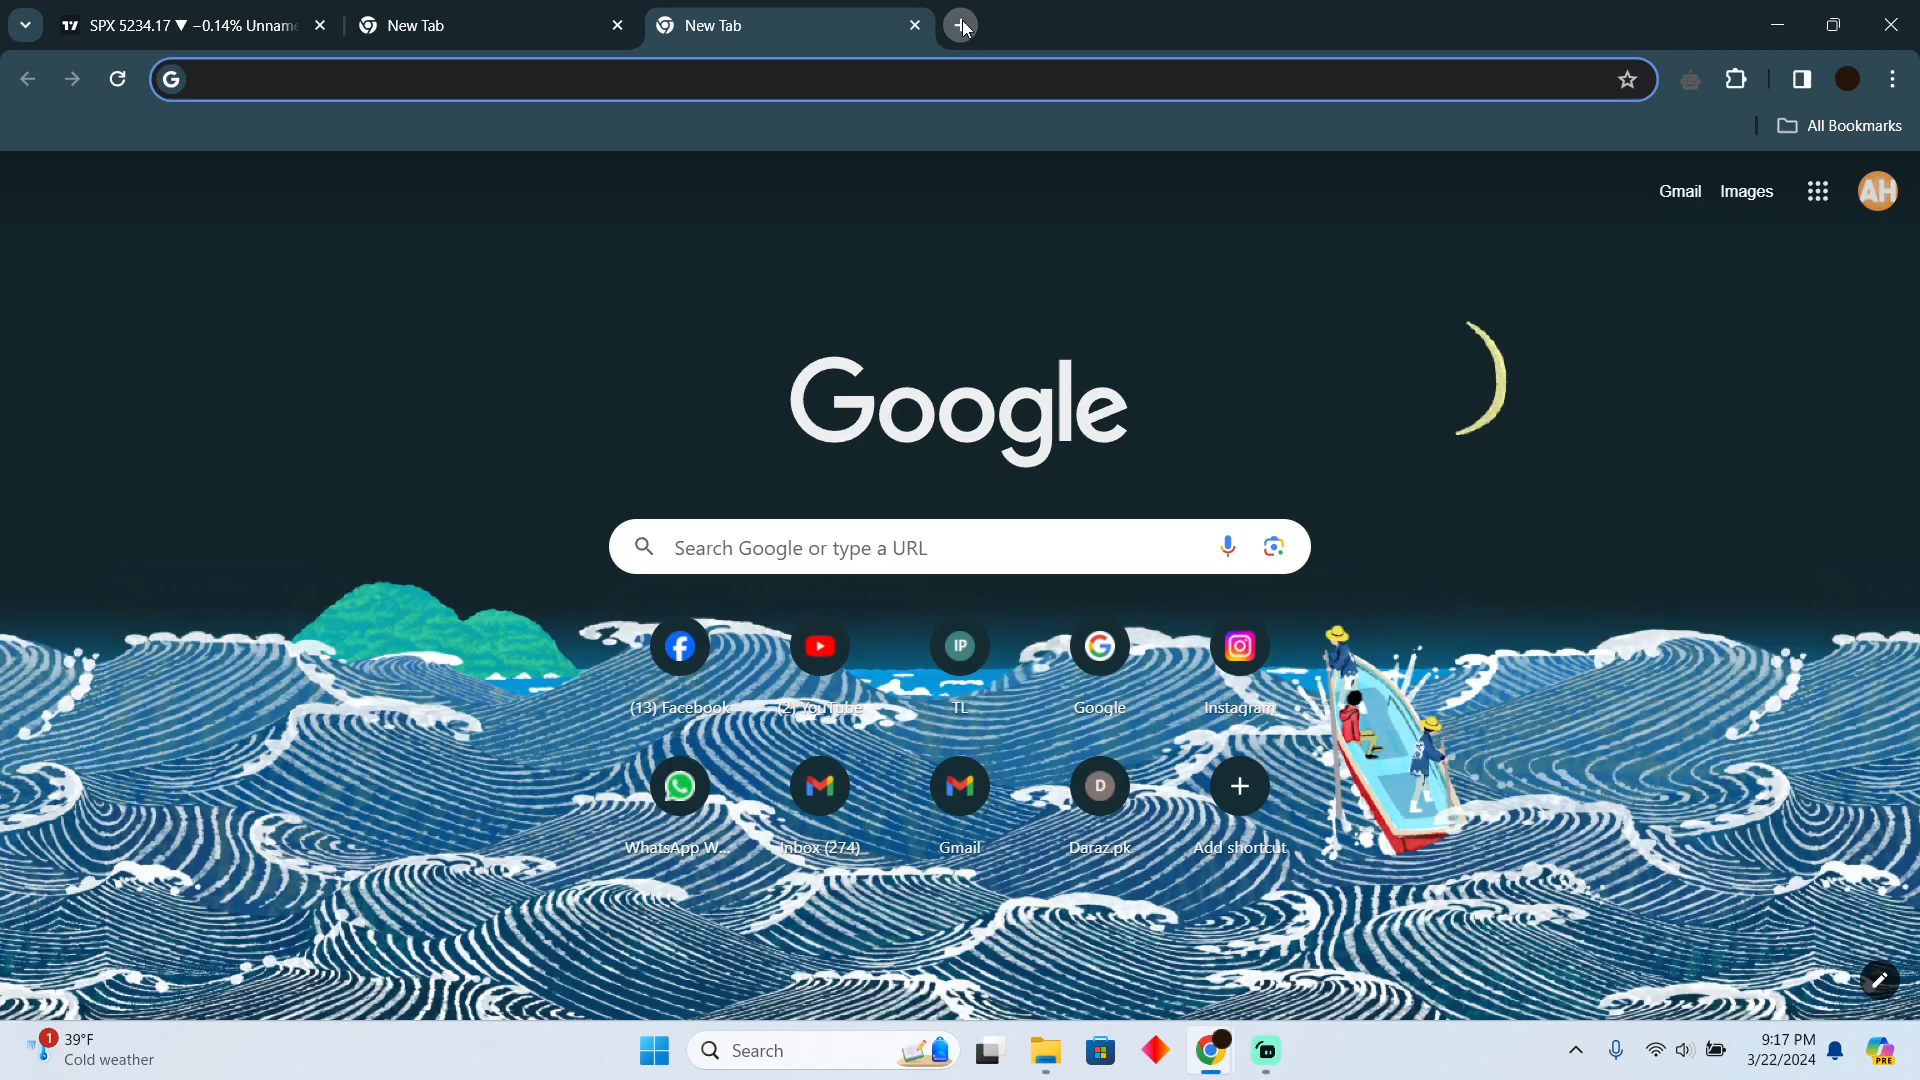 SPX 5234.17 ▼ −0.14% Unname
New Tab
New Tab
G
All Bookmarks
Gmail Images
AH
Google
Search Google or type a URL
IP
(13) Facebook
(2) YouTube
TL
Google
Instagram
D
WhatsApp W...
Inbox (274)
Gmail
Daraz.pk
Add shortcut
1
39°F
Cold weather
Search
9:17 PM
3/22/2024
PRE